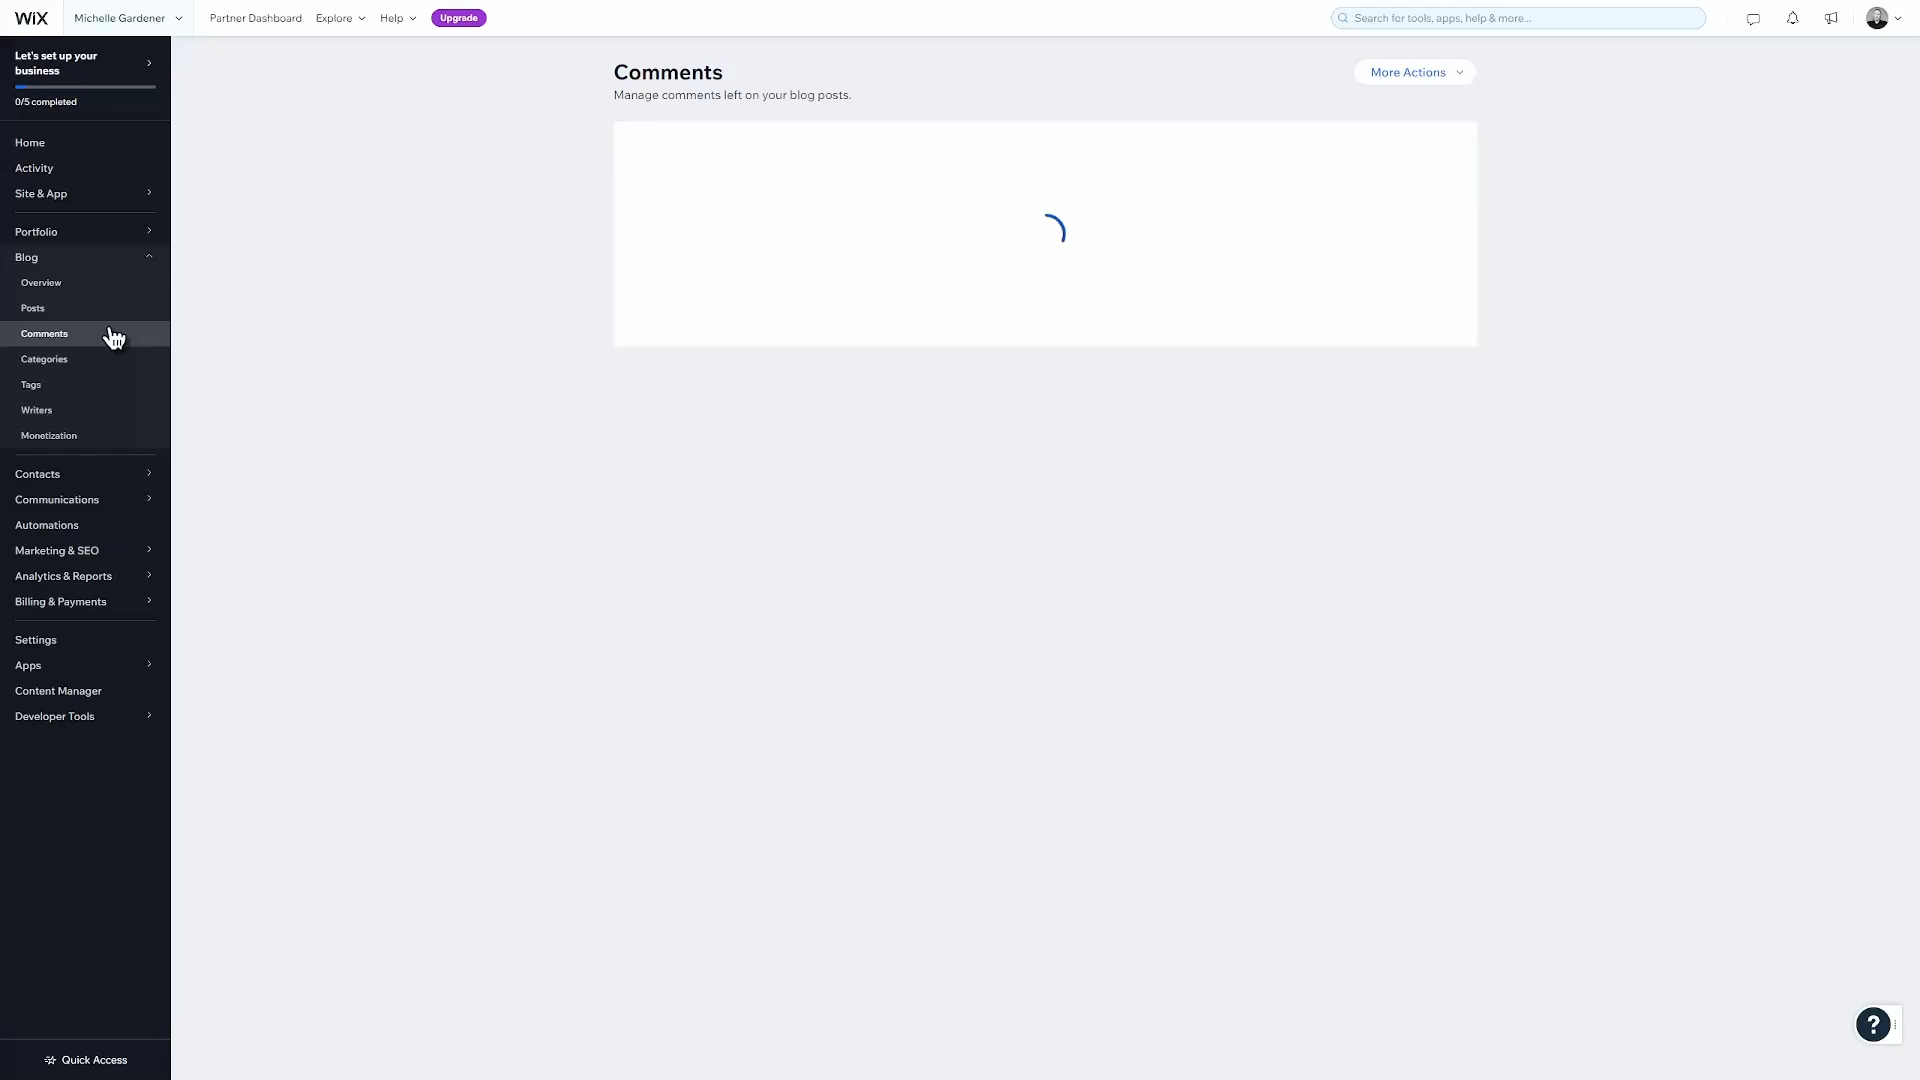 WiX
Michelle Gardener
Partner Dashboard
Explore
Help
Upgrade
Search for tools, apps, help & more...
Let's set up your
business
0/5 completed
Home
Activity
Site & App
Portfolio
Blog
Overview
Posts
Comments
Categories
Tags
Writers
Monetization
Contacts
Communications
Automations
Marketing & SEO
Analytics & Reports
Billing & Payments
Settings
Apps
Content Manager
Developer Tools
Quick Access
Comments
Manage comments left on your blog posts.
More Actions
?